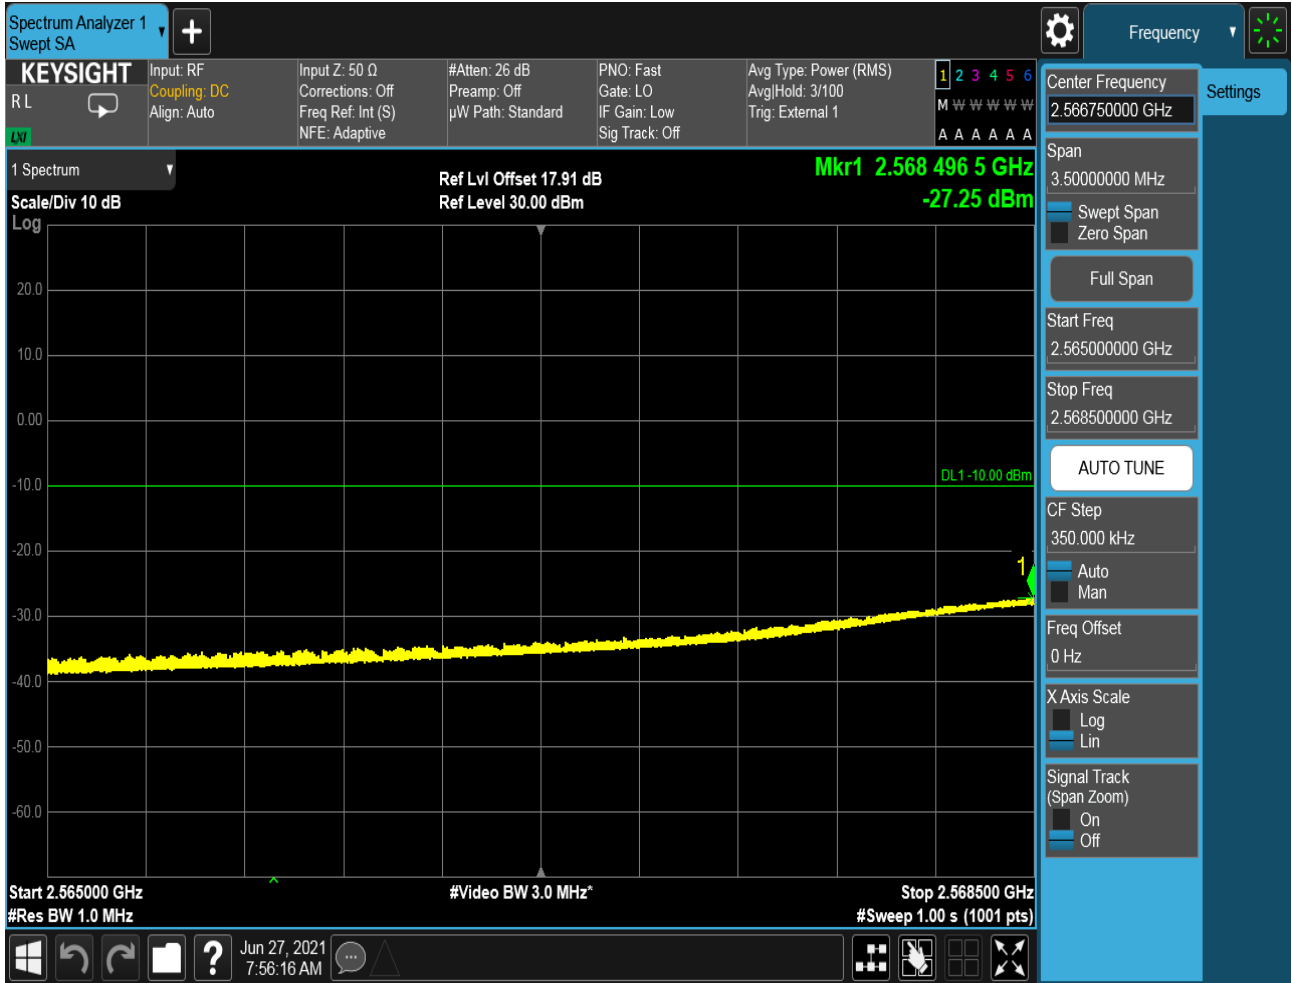 Spectrum Analyzer 1
Swept SA
Frequency
KEYSIGHT
R L
LXI
Input: RF
Coupling: DC
Align: Auto
Input Z: 50 Ω
Corrections: Off
Freq Ref: Int (S)
NFE: Adaptive
#Atten: 26 dB
Preamp: Off
µW Path: Standard
PNO: Fast
Gate: LO
IF Gain: Low
Sig Track: Off
Avg Type: Power (RMS)
Avg|Hold: 3/100
Trig: External 1
1 2 3 4 5 6
M W W W W W
A A A A A A
1 Spectrum
Scale/Div 10 dB
Log
Ref Lvl Offset 17.91 dB
Ref Level 30.00 dBm
Mkr1 2.568 496 5 GHz
-27.25 dBm
20.0
10.0
0.00
-10.0
-20.0
-30.0
-40.0
-50.0
-60.0
DL1 -10.00 dBm
1
Start 2.565000 GHz
#Res BW 1.0 MHz
#Video BW 3.0 MHz*
Stop 2.568500 GHz
#Sweep 1.00 s (1001 pts)
Jun 27, 2021
7:56:16 AM
Center Frequency
2.566750000 GHz
Settings
Span
3.50000000 MHz
Swept Span
Zero Span
Full Span
Start Freq
2.565000000 GHz
Stop Freq
2.568500000 GHz
AUTO TUNE
CF Step
350.000 kHz
Auto
Man
Freq Offset
0 Hz
X Axis Scale
Log
Lin
Signal Track
(Span Zoom)
On
Off